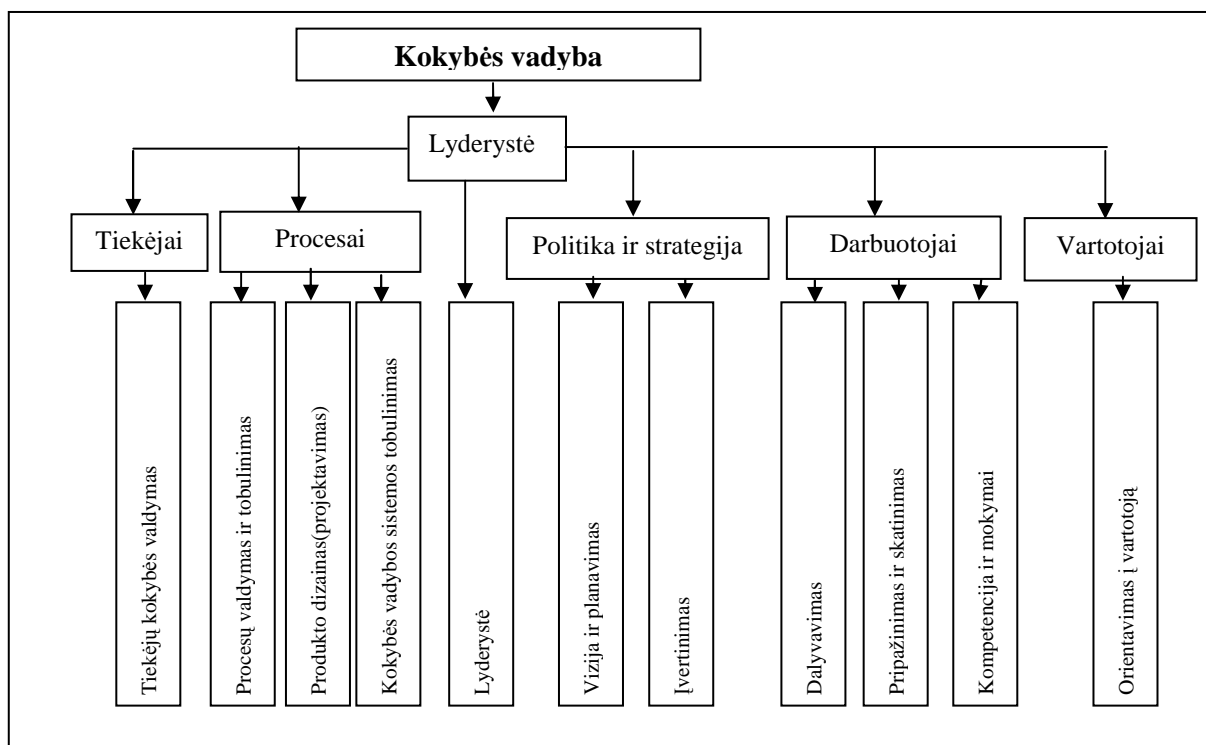 Kokybės vadyba
Lyderystė
Tiekėjai
Procesai
Politika ir strategija
Darbuotojai
Vartotojai
Tiekėjų kokybės valdymas
Procesų valdymas ir tobulinimas
Produkto dizainas(projektavimas)
Kokybės vadybos sistemos tobulinimas
Lyderystė
Vizija ir planavimas
Įvertinimas
Dalyvavimas
Pripažinimas ir skatinimas
Kompetencija ir mokymai
Orientavimas į vartotoją